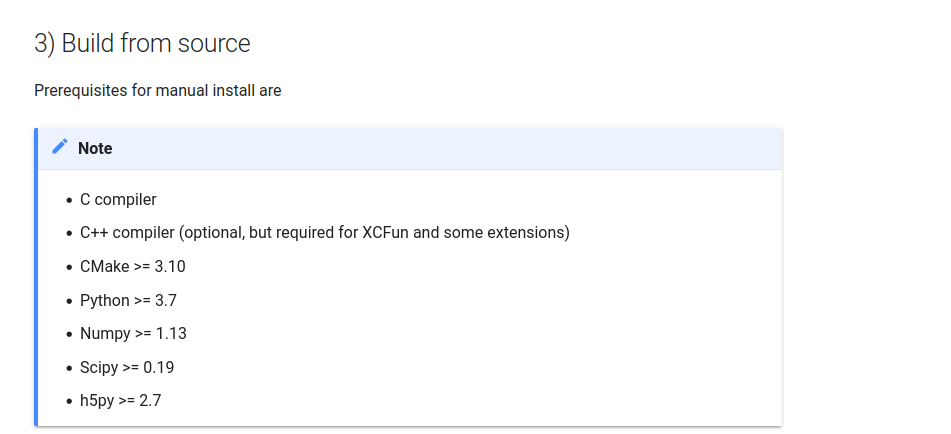 3) Build from source
Prerequisites for manual install are
Note
• C compiler
• C++ compiler (optional, but required for XCFun and some extensions)
• CMake >= 3.10
• Python >= 3.7
• Numpy >= 1.13
• Scipy >= 0.19
• h5py >= 2.7